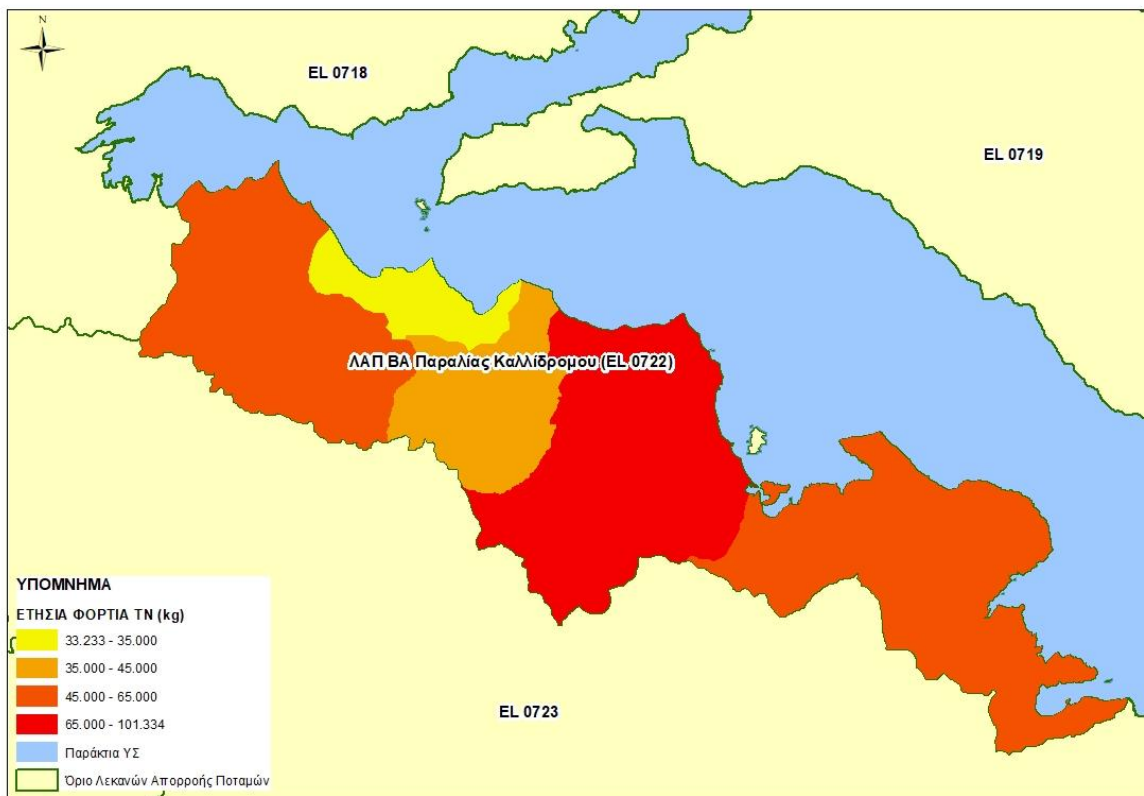 N
EL 0718
EL 0719
ΛΑΠ ΒΑ Παραλίας Καλλίδρομου (EL 0722)
EL 0723
ΥΠΟΜΝΗΜΑ
ΕΤΗΣΙΑ ΦΟΡΤΙΑ ΤΝ (kg)
33.233 - 35.000
35.000 - 45.000
45.000 - 65.000
65.000 - 101.334
Παράκτια ΥΣ
Όριο Λεκανών Απορροής Ποταμών